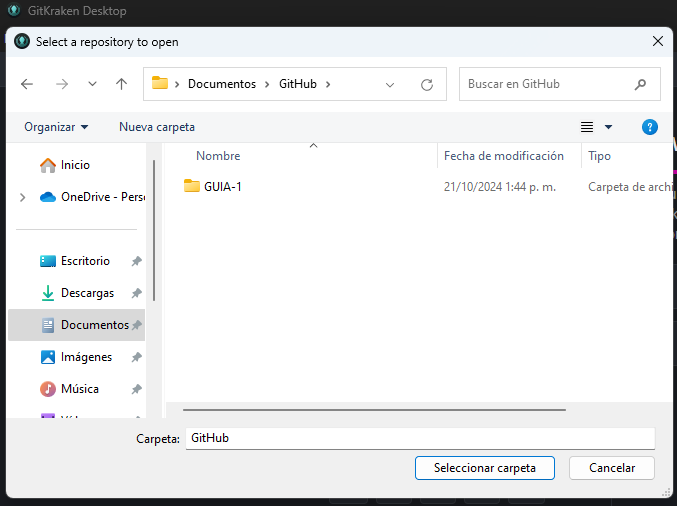 GitKraken Desktop
Select a repository to open
Documentos
GitHub
Buscar en GitHub
Organizar
Nueva carpeta
Nombre
Fecha de modificación
Tipo
Inicio
GUIA-1
21/10/2024 1:44 p. m.
Carpeta de archi
OneDrive - Perso
Escritorio
Descargas
Documentos
Imágenes
Música
Carpeta:
GitHub
Seleccionar carpeta
Cancelar